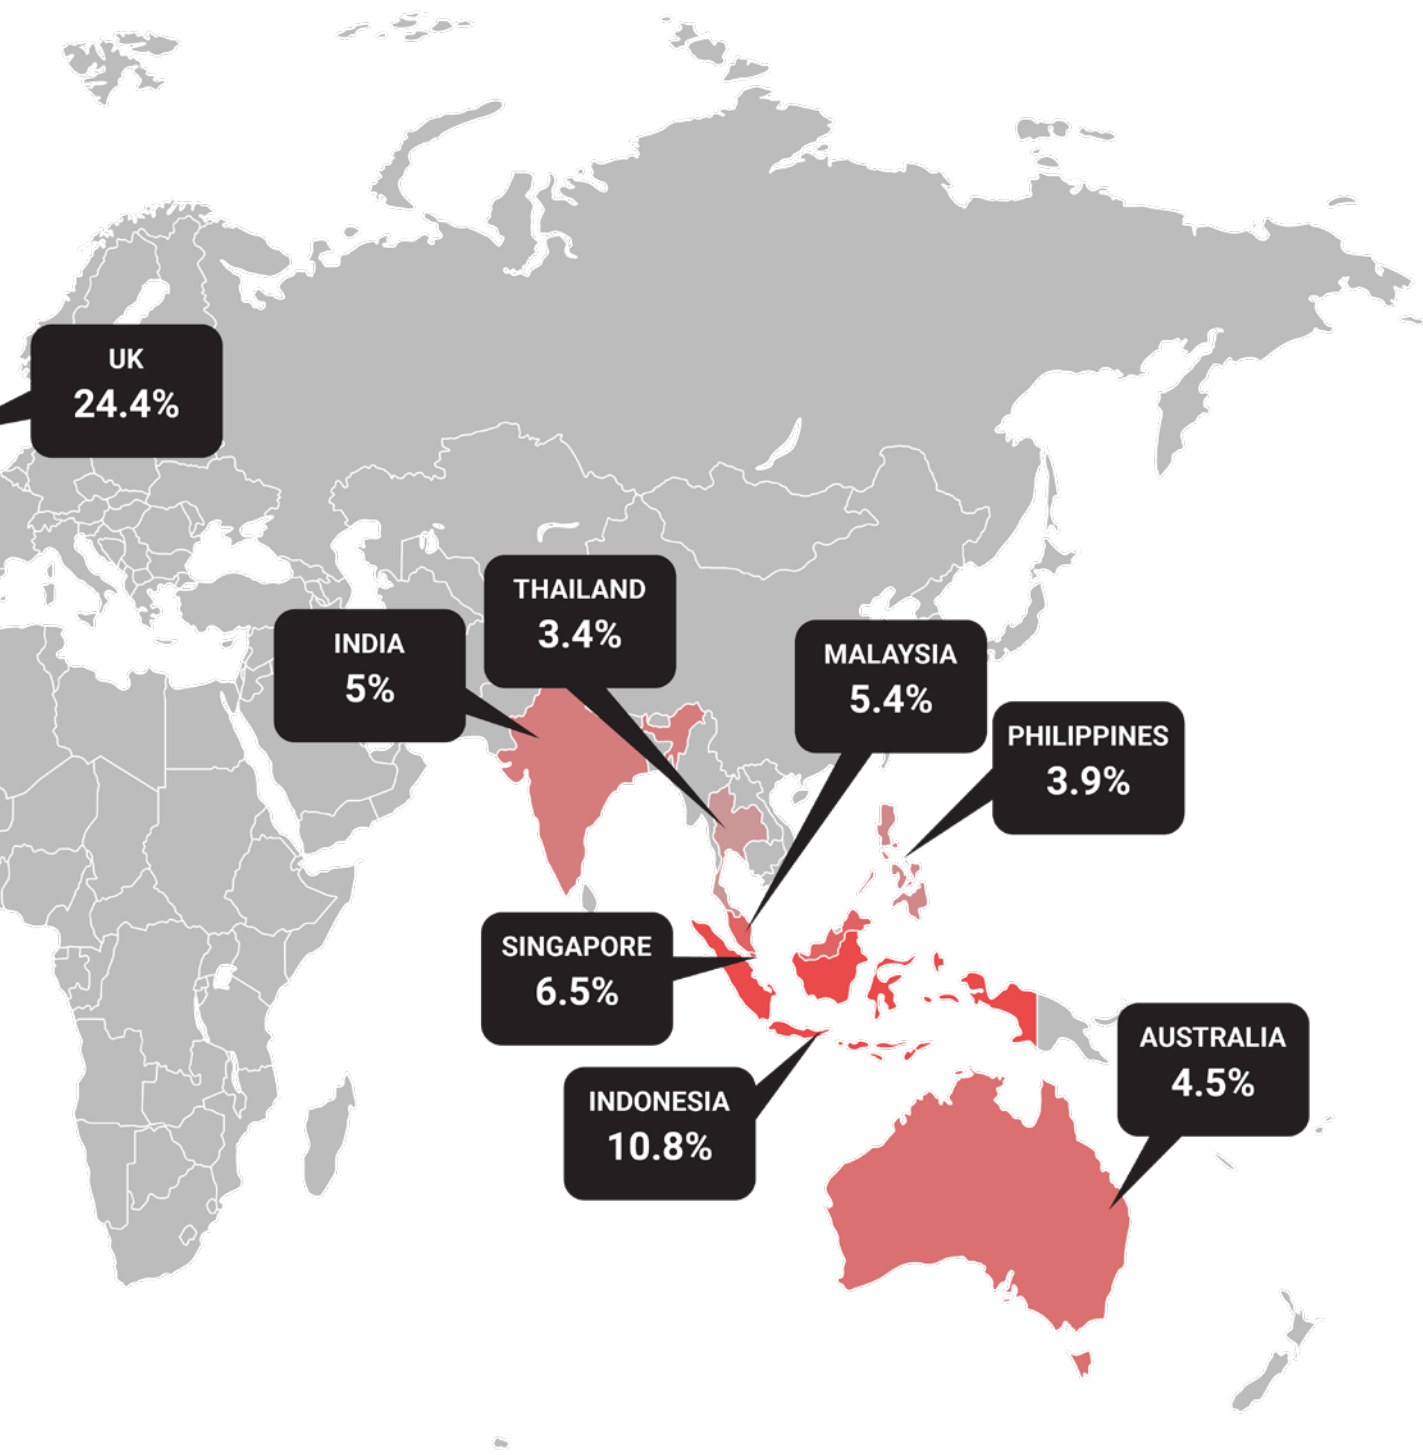 UK
24.4%
THAILAND
3.4%
INDIA
5%
MALAYSIA
5.4%
PHILIPPINES
3.9%
SINGAPORE
6.5%
AUSTRALIA
4.5%
INDONESIA
10.8%